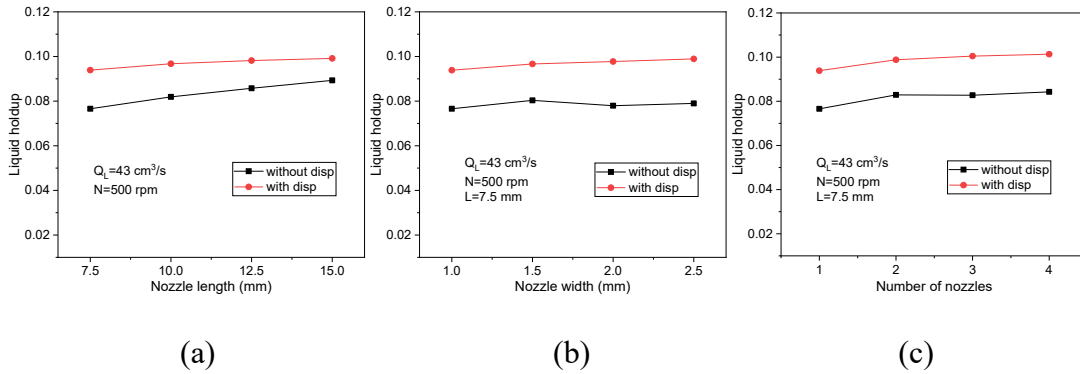 0.12
0.10
0.08
0.06
0.04
0.02
Liquid holdup
Q_L=43 cm³/s
N=500 rpm
without disp
with disp
7.5 10.0 12.5 15.0
Nozzle length (mm)
(a)
0.12
0.10
0.08
0.06
0.04
0.02
Liquid holdup
Q_L=43 cm³/s
N=500 rpm
L=7.5 mm
without disp
with disp
1.0 1.5 2.0 2.5
Nozzle width (mm)
(b)
0.12
0.10
0.08
0.06
0.04
0.02
Liquid holdup
Q_L=43 cm³/s
N=500 rpm
L=7.5 mm
without disp
with disp
1 2 3 4
Number of nozzles
(c)